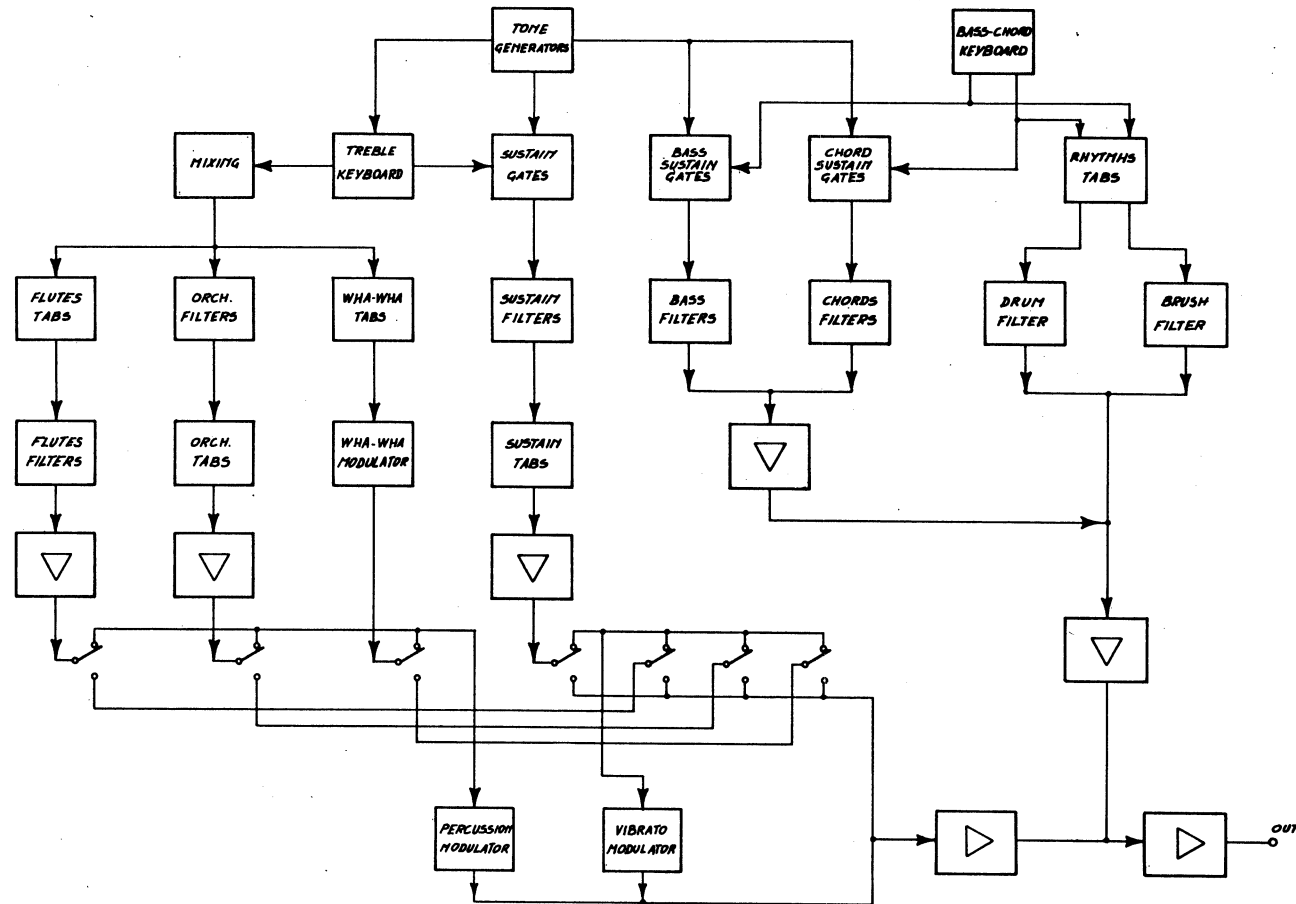 TONE
GENERATORS
BASS-CHORD
KEYBOARD
MIXING
TREBLE
KEYBOARD
SUSTAIN
GATES
BASS
SUSTAIN
GATES
CHORD
SUSTAIN
GATES
RHYTMHS
TABS
FLUTES
TABS
ORCH.
FILTERS
WHA-WHA
TABS
SUSTAIN
FILTERS
BASS
FILTERS
CHORDS
FILTERS
DRUM
FILTER
BRUSH
FILTER
FLUTES
FILTERS
ORCH.
TABS
WHA-WHA
MODULATOR
SUSTAIN
TABS
PERCUSSION
MODULATOR
VIBRATO
MODULATOR
OUT